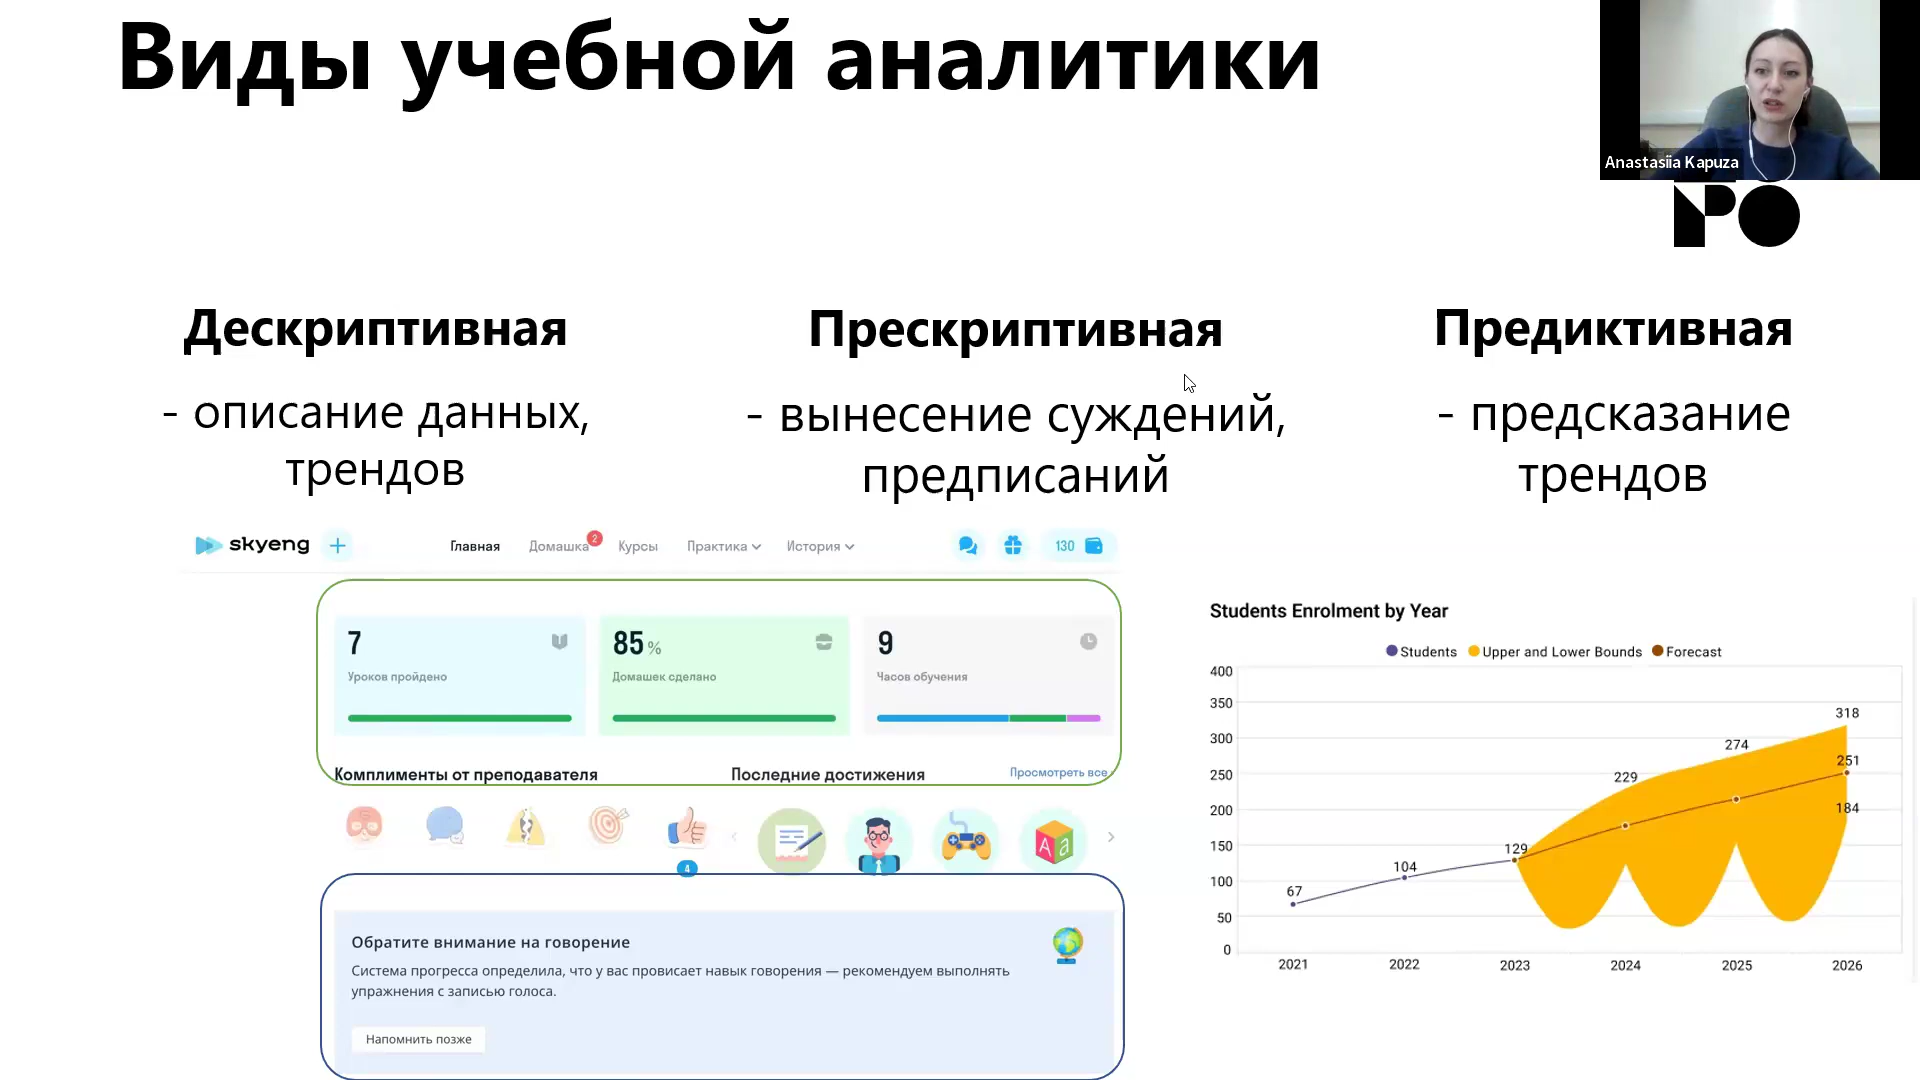 Виды учебной аналитики
Anastasiia Kapuza
Дескриптивная
- описание данных,
трендов
Прескриптивная
- вынесение суждений,
предписаний
Предиктивная
- предсказание
трендов
skyeng
Главная
Домашка
2
Курсы
Практика
История
130
7
Уроков пройдено
85 %
Домашек сделано
9
Часов обучения
Комплименты от преподавателя
Последние достижения
Просмотреть все
Aa
4
Обратите внимание на говорение
Система прогресса определила, что у вас провисает навык говорения — рекомендуем выполнять
упражнения с записью голоса.
Напомнить позже
Students Enrolment by Year
Students
Upper and Lower Bounds
Forecast
400
350
300
250
200
150
100
50
0
67
104
129
229
274
318
251
184
2021
2022
2023
2024
2025
2026